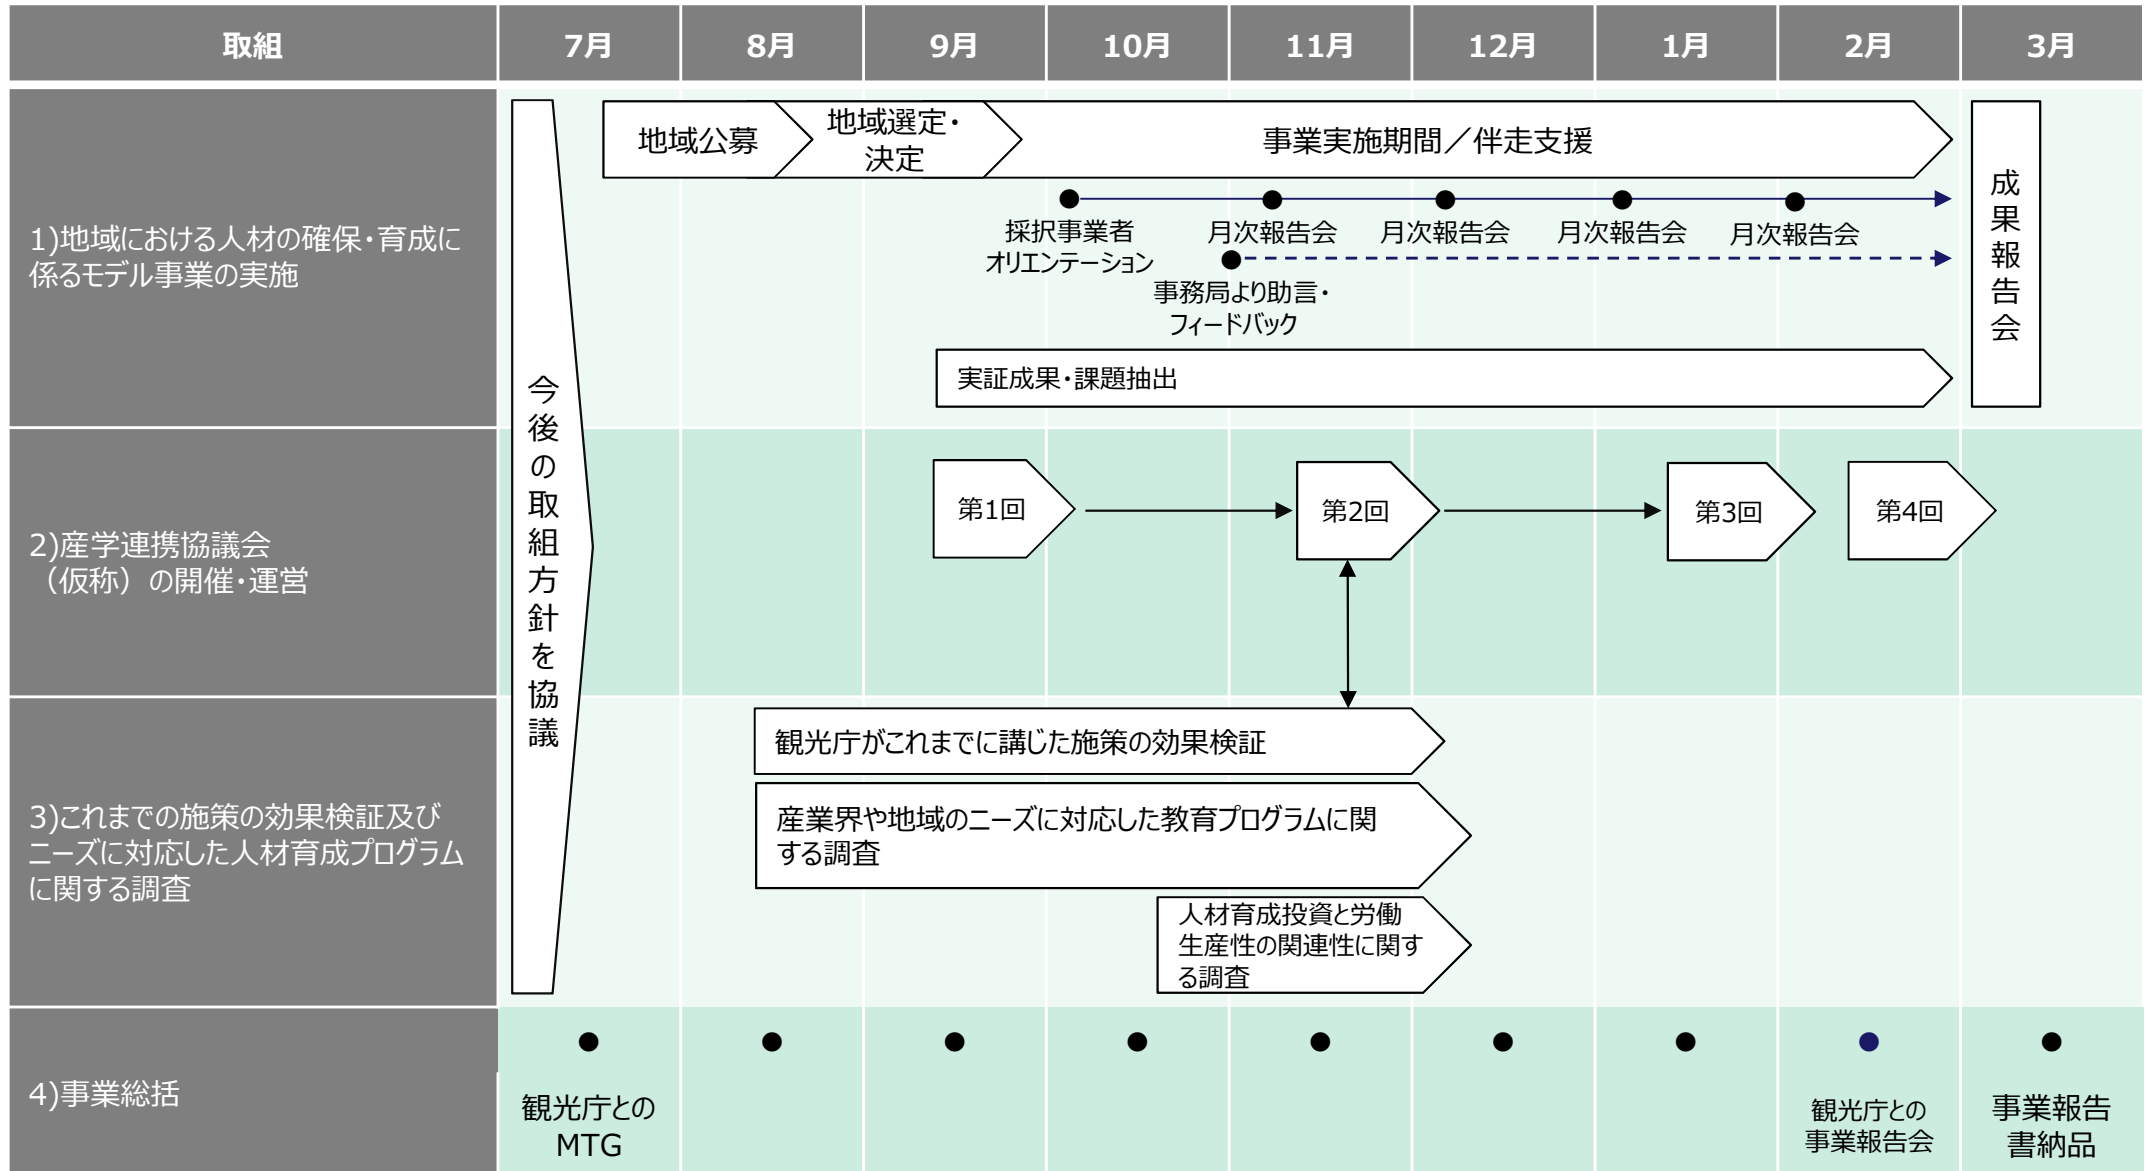 取組
7月
8月
9月
10月
11月
12月
1月
2月
3月
1)地域における人材の確保・育成に
係るモデル事業の実施
今後の取組方針を協議
地域公募
地域選定・
決定
事業実施期間／伴走支援
採択事業者
オリエンテーション
月次報告会
月次報告会
月次報告会
月次報告会
事務局より助言・
フィードバック
実証成果・課題抽出
成果報告会
2)産学連携協議会
（仮称）の開催・運営
第1回
第2回
第3回
第4回
3)これまでの施策の効果検証及び
ニーズに対応した人材育成プログラム
に関する調査
観光庁がこれまでに講じた施策の効果検証
産業界や地域のニーズに対応した教育プログラムに関
する調査
人材育成投資と労働
生産性の関連性に関す
る調査
4)事業総括
観光庁との
MTG
観光庁との
事業報告会
事業報告
書納品